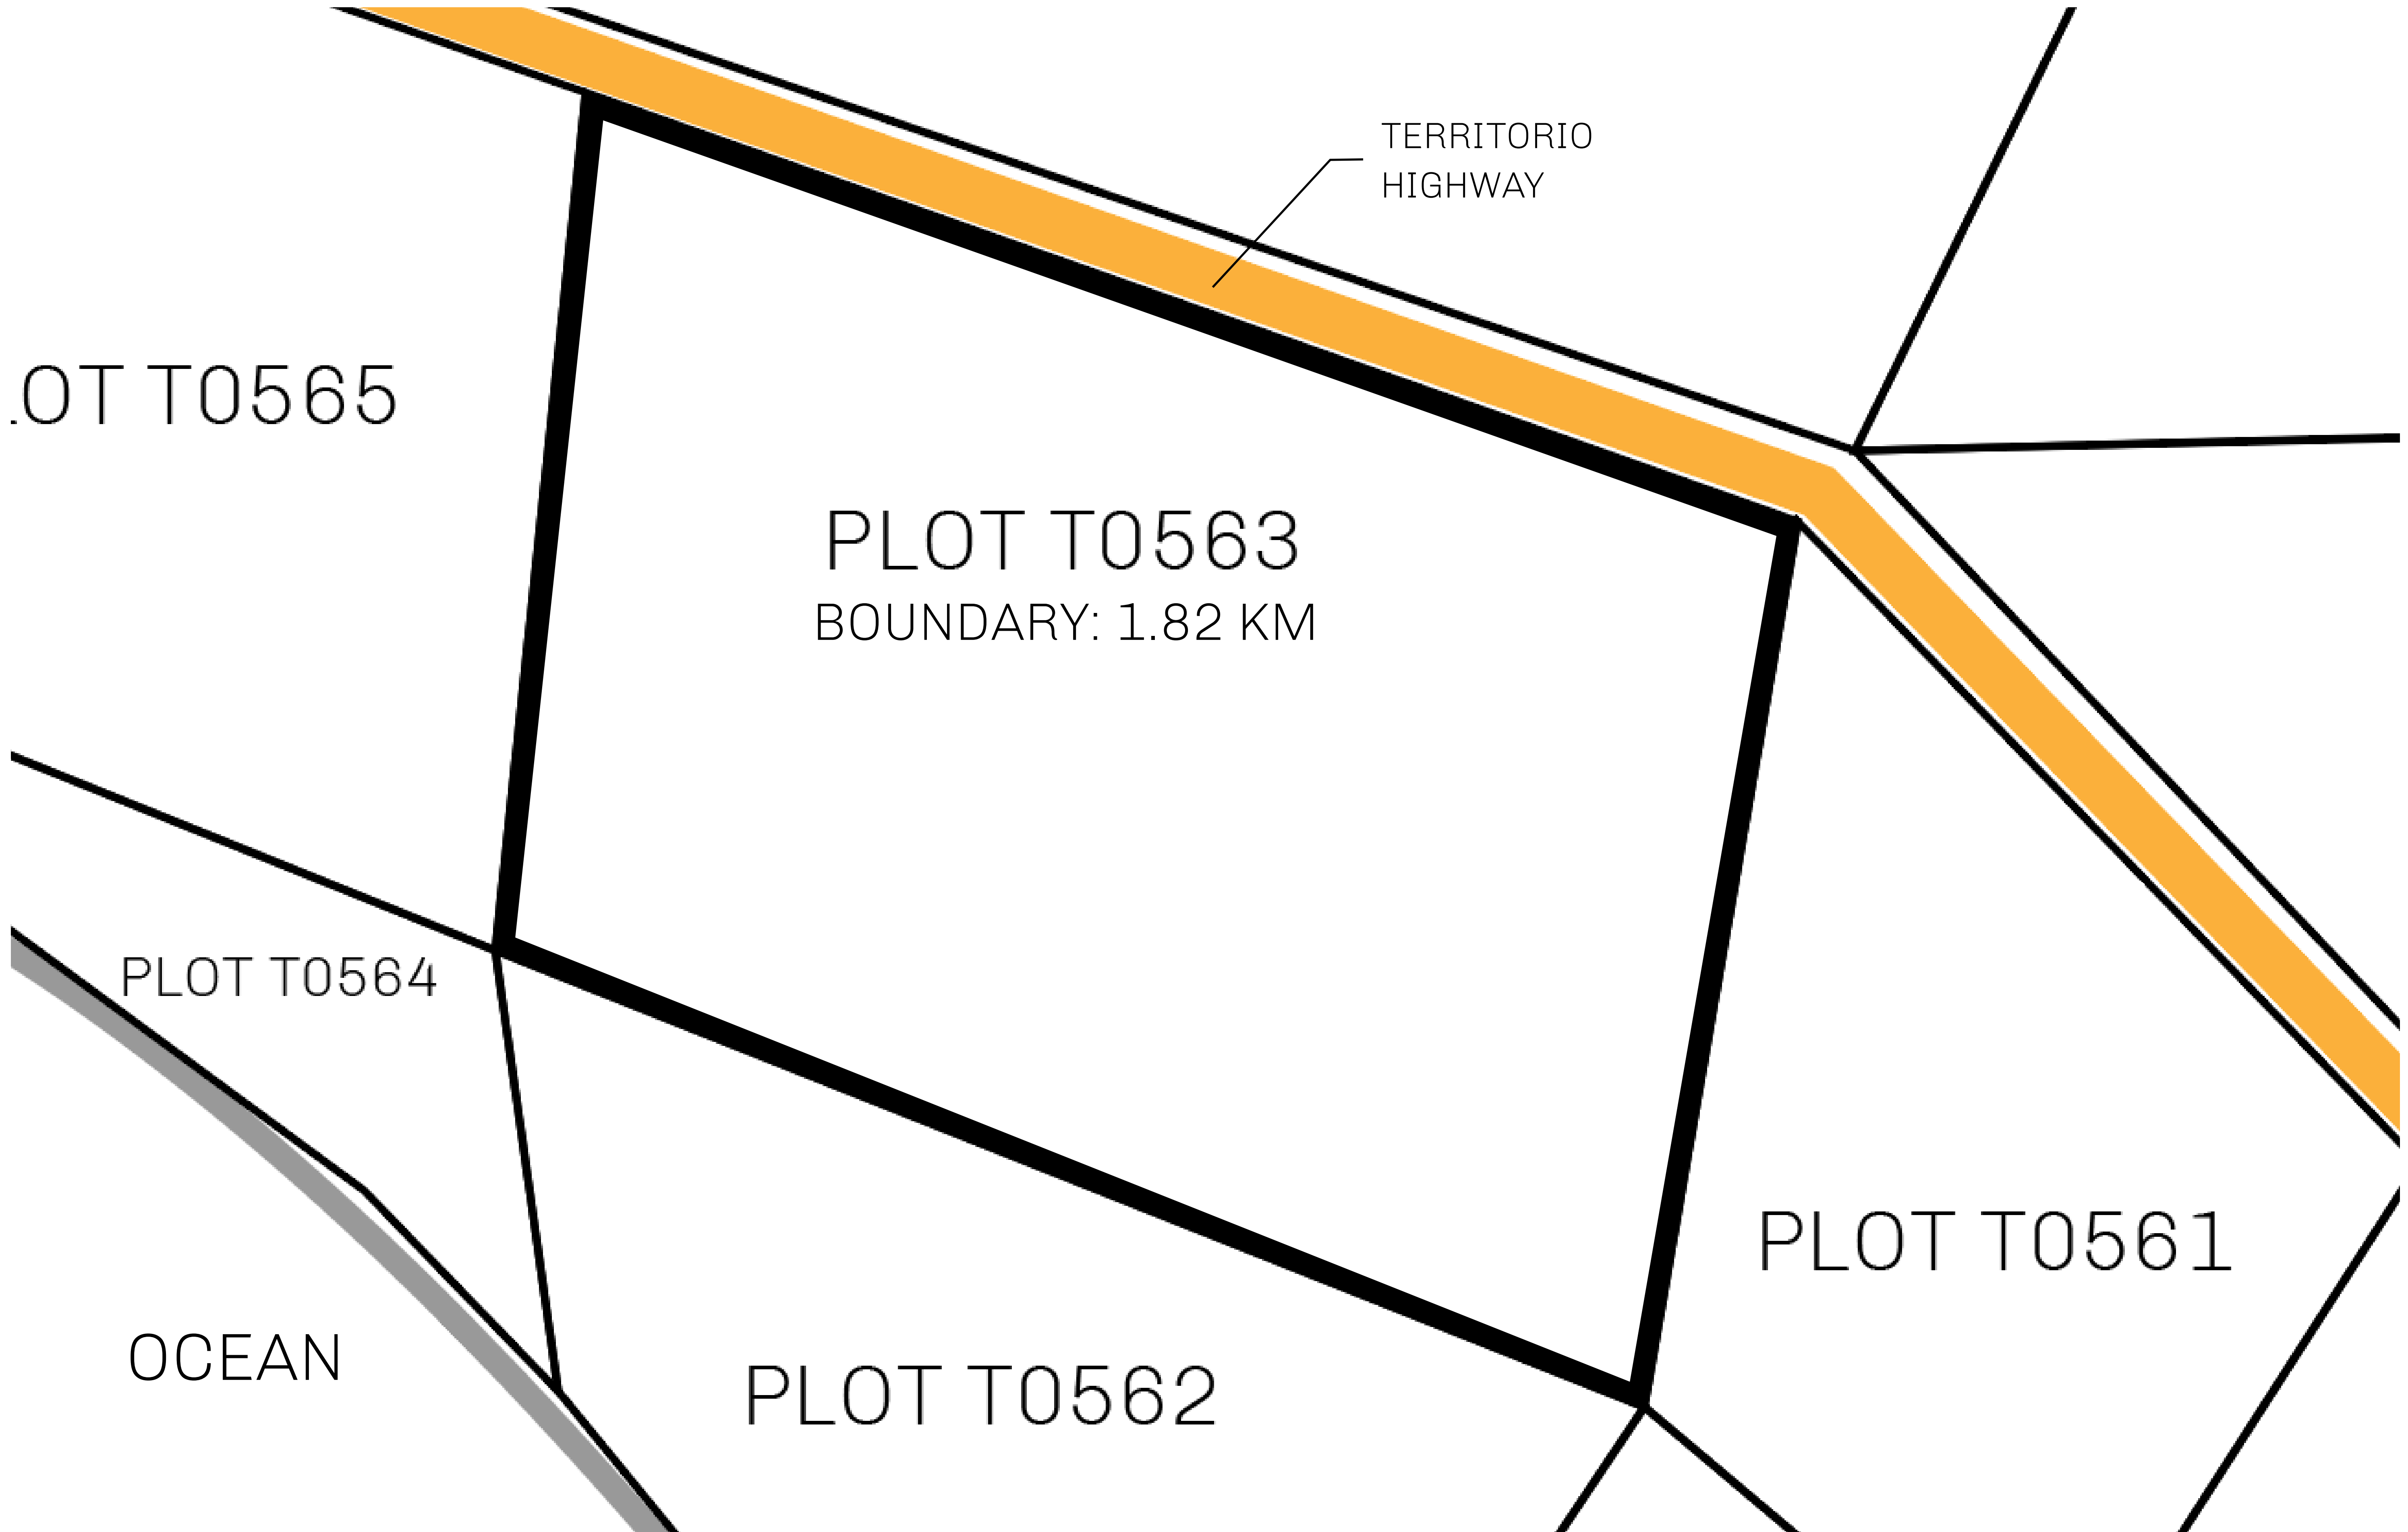 TERRITORIO
HIGHWAY
.OT T0565
PLOT T0563
BOUNDARY: 1.82 KM
PLOT T0564
PLOT T0561
OCEAN
PLOT T0562